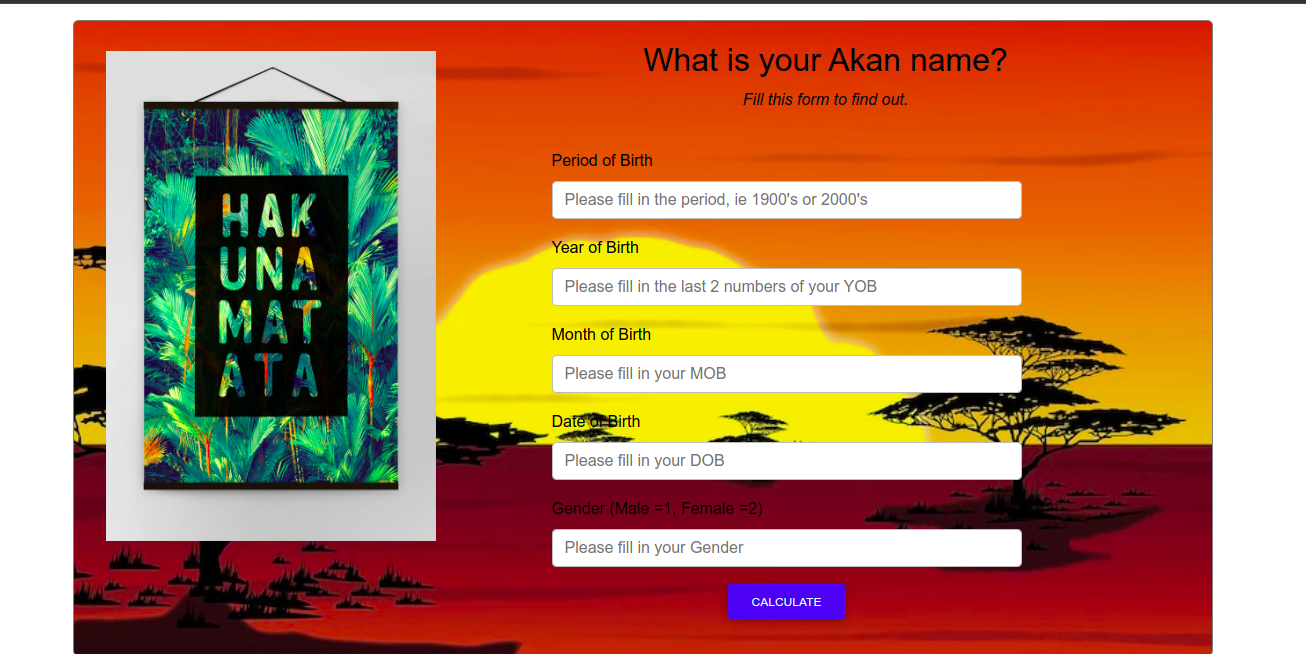 HAK
UNA
MAT
ATA
What is your Akan name?
Fill this form to find out.
Period of Birth
Please fill in the period, ie 1900's or 2000's
Year of Birth
Please fill in the last 2 numbers of your YOB
Month of Birth
Please fill in your MOB
Date of Birth
Please fill in your DOB
Gender (Male =1, Female =2)
Please fill in your Gender
CALCULATE